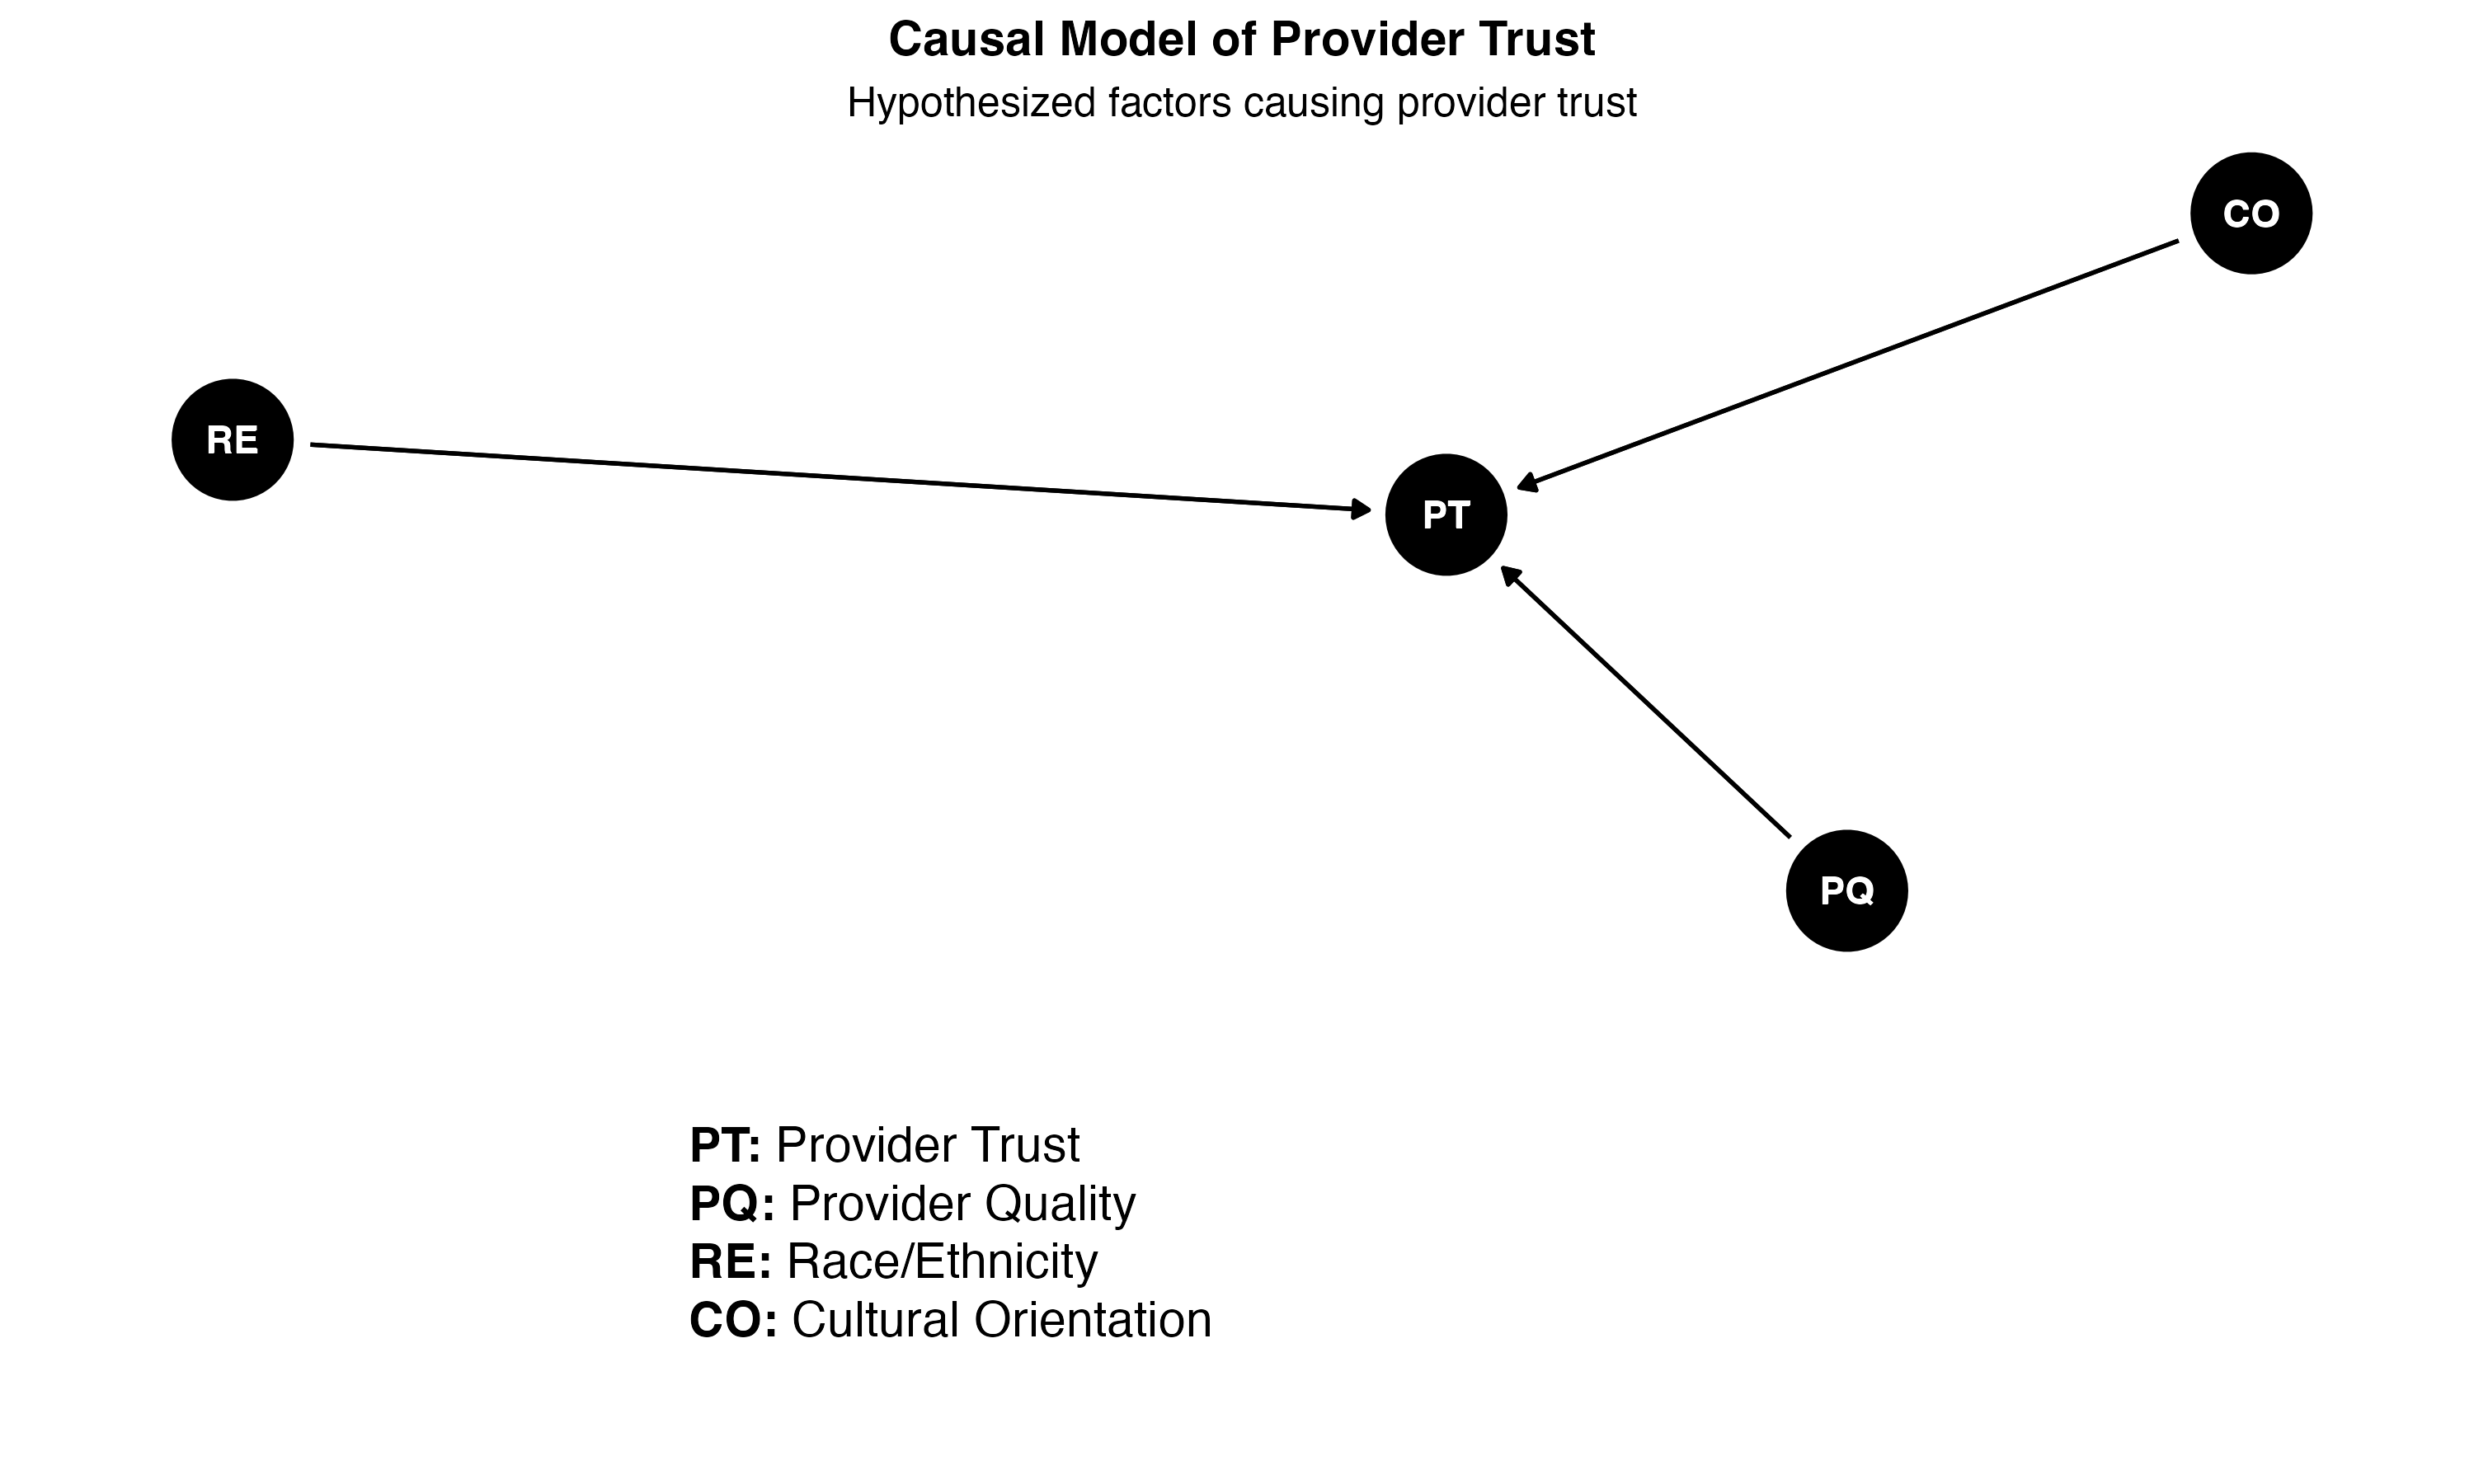 Causal Model of Provider Trust
Hypothesized factors causing provider trust
CO
RE
PT
PQ
PT: Provider Trust
PQ: Provider Quality
RE: Race/Ethnicity
CO: Cultural Orientation